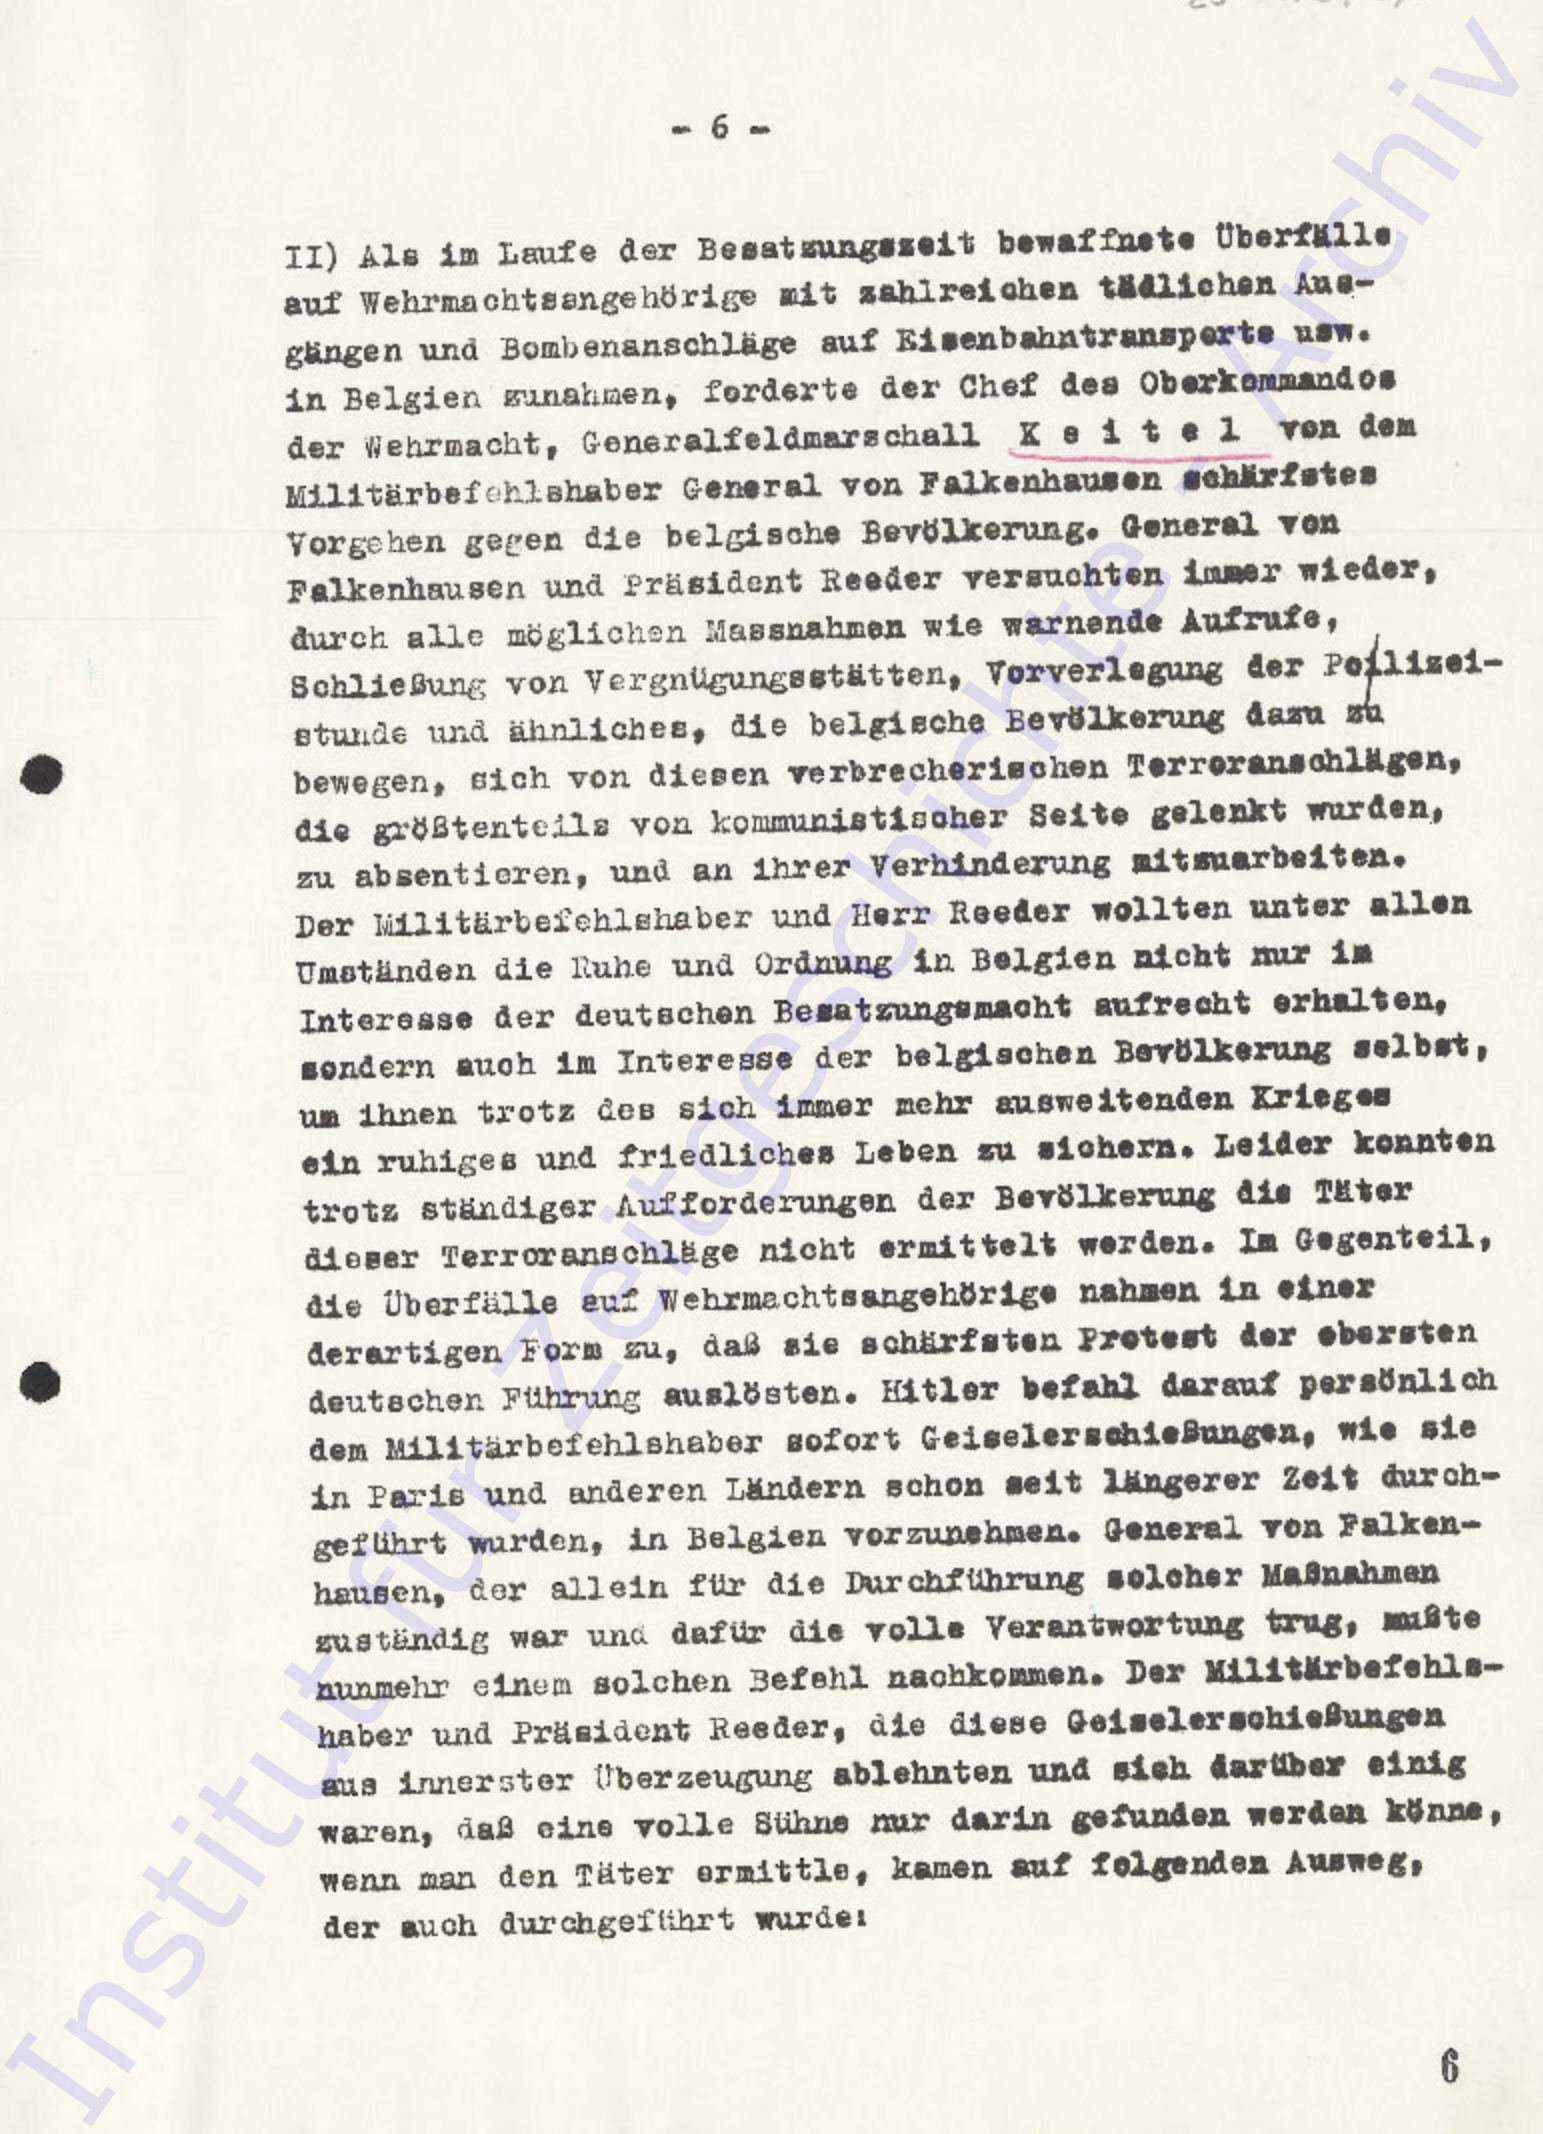 - 6 -
II) Als im Laufe der Besatzungszeit bewaffnete Überfälle
auf Wehrmachtsangehörige mit zahlreichen tödlichen Aus-
gängen und Bombenanschläge auf Eisenbahntransporte usw.
in Belgien zunahmen, forderte der Chef des Oberkommandos
der Wehrmacht, Generalfeldmarschall K e i t e l von dem
Militärbefehlshaber General von Falkenhausen schärfstes
Vorgehen gegen die belgische Bevölkerung. General von
Falkenhausen und Präsident Reeder versuchten immer wieder,
durch alle möglichen Massnahmen wie warnende Aufrufe,
Schließung von Vergnügungsstätten, Vorverlegung der Polizei-
stunde und ähnliches, die belgische Bevölkerung dazu zu
bewegen, sich von diesen verbrecherischen Terroranschlägen,
die größtenteils von kommunistischer Seite gelenkt wurden,
zu absentieren, und an ihrer Verhinderung mitzuarbeiten.
Der Militärbefehlshaber und Herr Reeder wollten unter allen
Umständen die Ruhe und Ordnung in Belgien nicht nur im
Interesse der deutschen Besatzungsmacht aufrecht erhalten,
sondern auch im Interesse der belgischen Bevölkerung selbst,
um ihnen trotz des sich immer mehr ausweitenden Krieges
ein ruhiges und friedliches Leben zu sichern. Leider konnten
trotz ständiger Aufforderungen der Bevölkerung die Täter
dieser Terroranschläge nicht ermittelt werden. Im Gegenteil,
die Überfälle auf Wehrmachtsangehörige nahmen in einer
derartigen Form zu, daß sie schärfsten Protest der obersten
deutschen Führung auslösten. Hitler befahl darauf persönlich
dem Militärbefehlshaber sofort Geiselerschießungen, wie sie
in Paris und anderen Ländern schon seit längerer Zeit durch-
geführt wurden, in Belgien vorzunehmen. General von Falken-
hausen, der allein für die Durchführung solcher Maßnahmen
zuständig war und dafür die volle Verantwortung trug, mußte
nunmehr einem solchen Befehl nachkommen. Der Militärbefehls-
haber und Präsident Reeder, die diese Geiselerschießungen
aus innerster Überzeugung ablehnten und sich darüber einig
waren, daß eine volle Sühne nur darin gefunden werden könne,
wenn man den Täter ermittle, kamen auf folgenden Ausweg,
der auch durchgeführt wurde:
6
Institut für Zeitgeschichte - Archiv